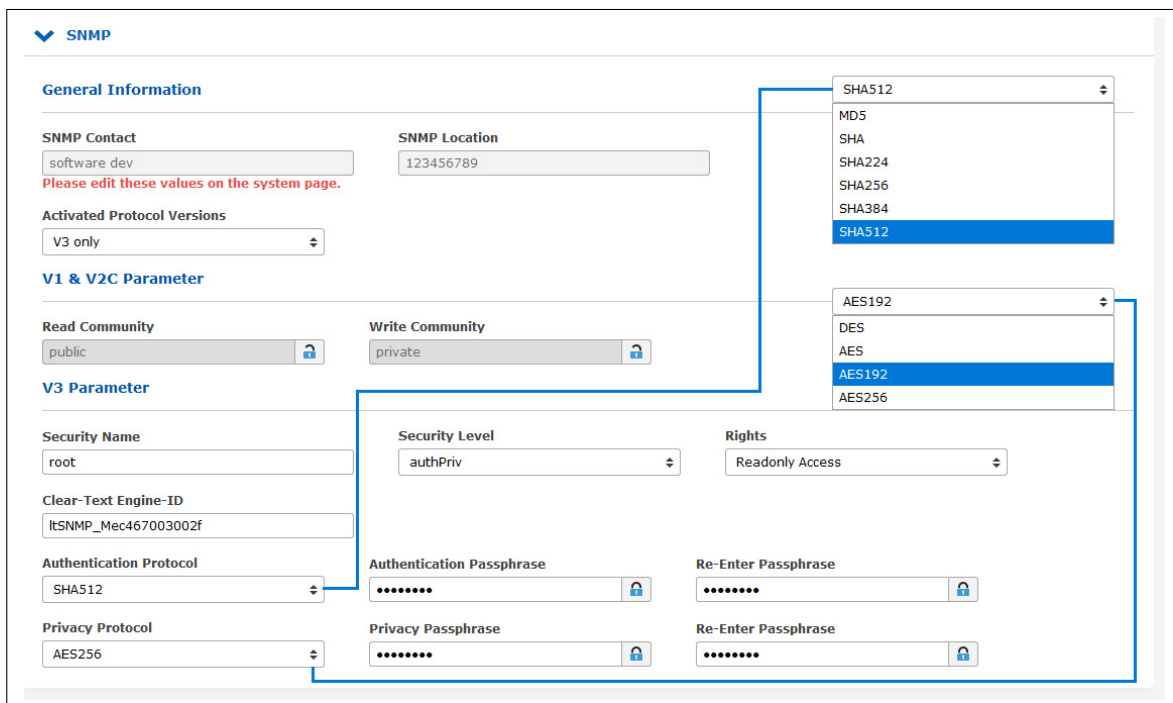 SNMP
General Information
SHA512
MD5
SHA
SHA224
SHA256
SHA384
SHA512
SNMP Contact
SNMP Location
software dev
123456789
Please edit these values on the system page.
Activated Protocol Versions
V3 only
V1 & V2C Parameter
AES192
DES
AES
AES192
AES256
Read Community
Write Community
public
private
V3 Parameter
Security Name
Security Level
Rights
root
authPriv
Readonly Access
Clear-Text Engine-ID
ltSNMP_Mec467003002f
Authentication Protocol
Authentication Passphrase
Re-Enter Passphrase
SHA512
••••••••
••••••••
Privacy Protocol
Privacy Passphrase
Re-Enter Passphrase
AES256
••••••••
••••••••